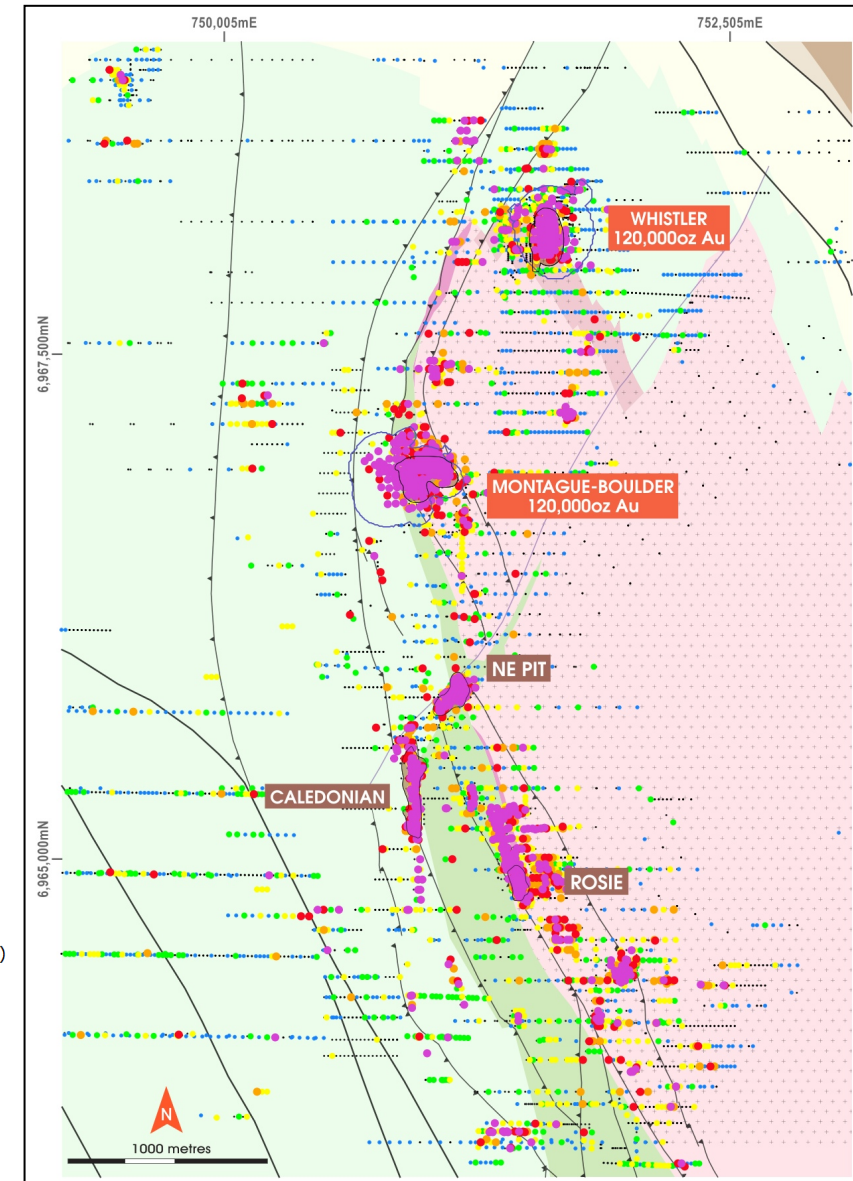 750,005mE
752,505mE
WHISTLER
120,000oz Au
6,967,500mN
MONTAGUE-BOULDER
120,000oz Au
NE PIT
CALEDONIAN
6,965,000mN
ROSIE
)
N
1000 metres